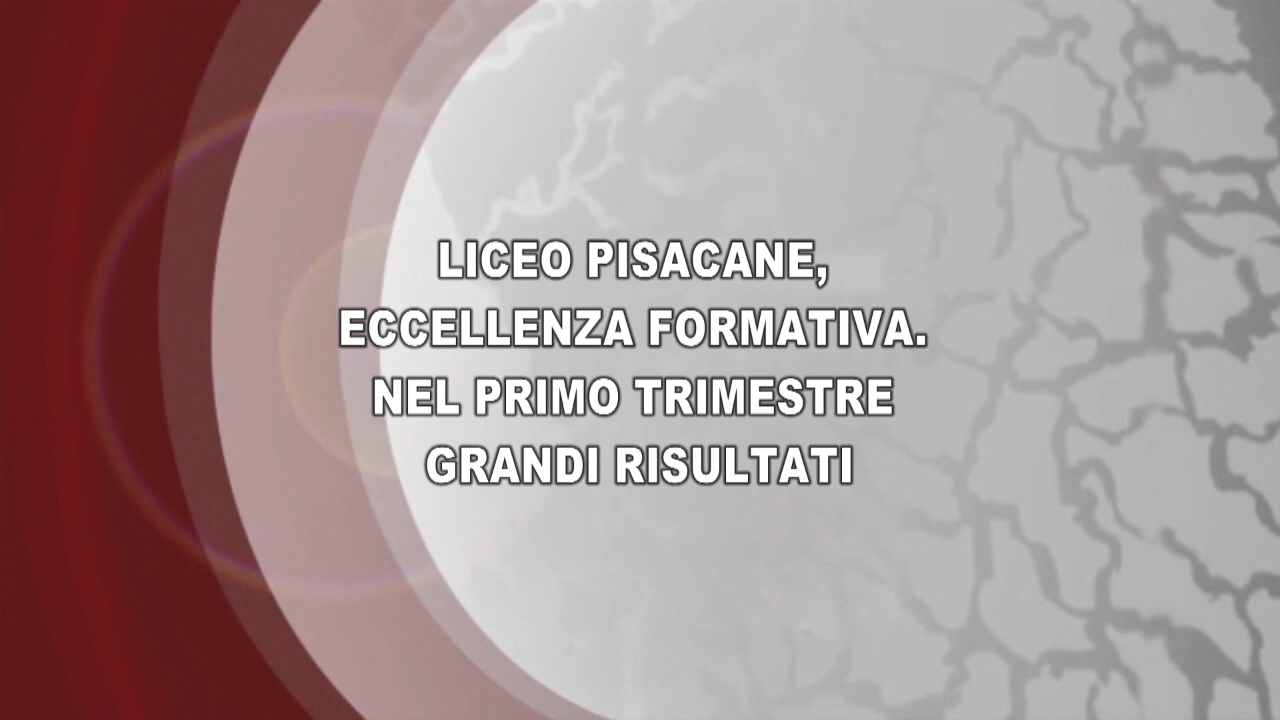 LICEO PISACANE,
ECCELLENZA FORMATIVA.
NEL PRIMO TRIMESTRE
GRANDI RISULTATI